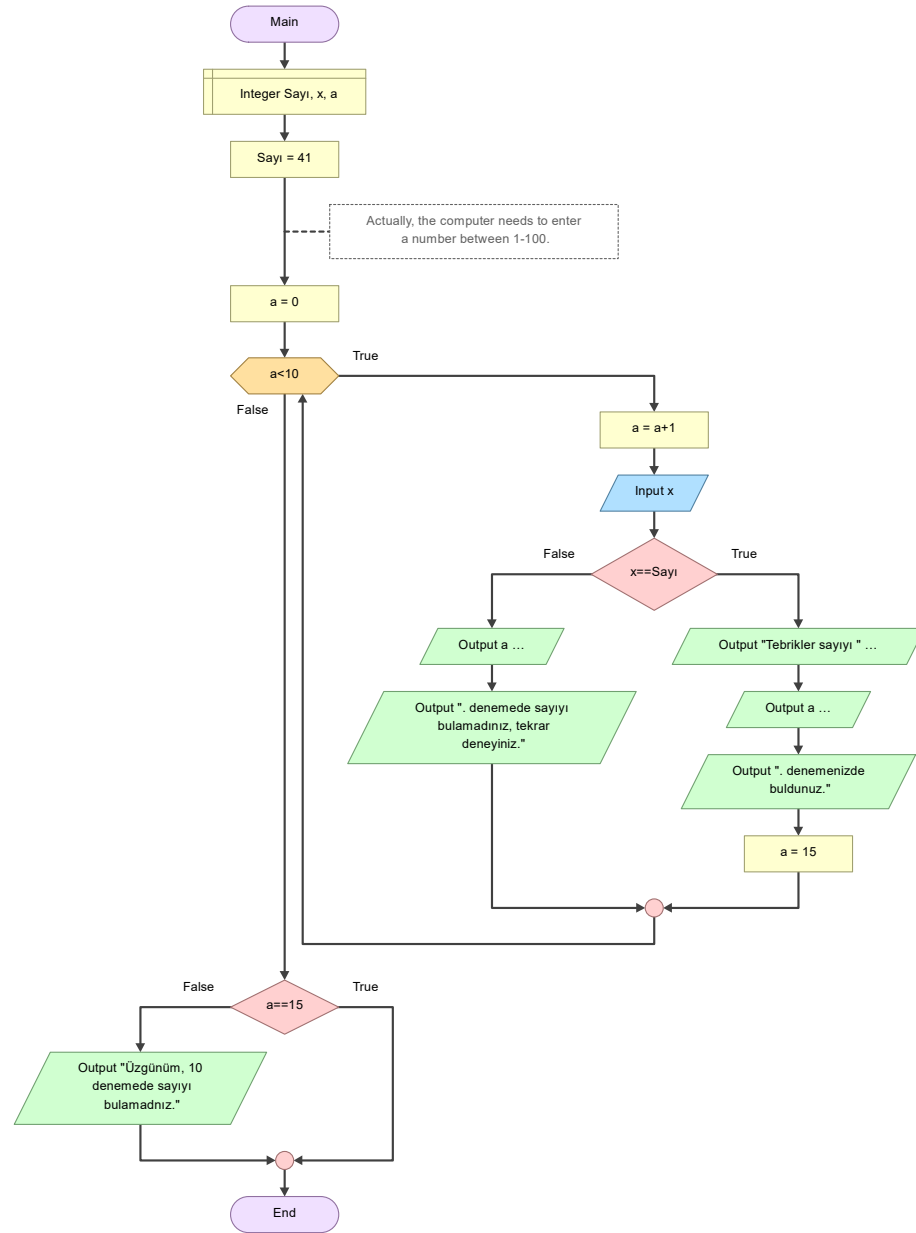 Main
Integer Sayı, x, a
Sayı = 41
Actually, the computer needs to enter
a number between 1-100.
a = 0
a<10
True
False
a = a+1
Input x
x==Sayı
False
True
Output a ...
Output ". denemede sayıyı
bulamadınız, tekrar
deneyiniz."
Output "Tebrikler sayıyı " ...
Output a ...
Output ". denemenizde
buldunuz."
a = 15
a==15
False
True
Output "Üzgünüm, 10
denemede sayıyı
bulamadnız."
End